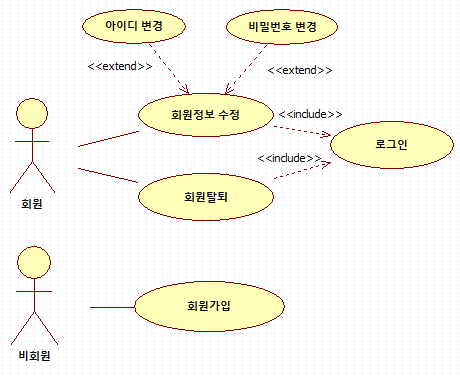 아이디 변경
비밀번호 변경
<<extend>>
<<extend>>
회원정보 수정
<<include>>
로그인
<<include>>
회원탈퇴
회원
회원가입
비회원